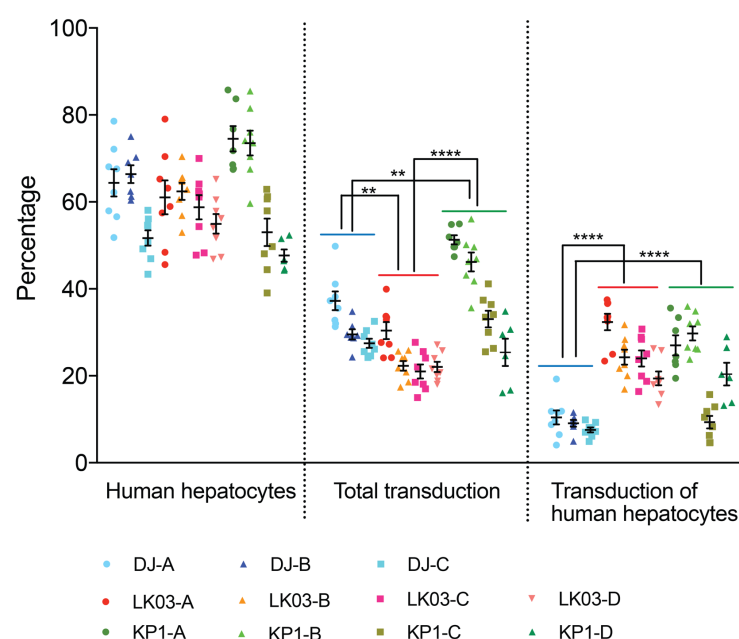 Percentage
100
80
60
40
20
0
**
**
****
****
****
Human hepatocytes
Total transduction
Transduction of
human hepatocytes
DJ-A DJ-B DJ-C
LK03-A LK03-B LK03-C LK03-D
KP1-A KP1-B KP1-C KP1-D